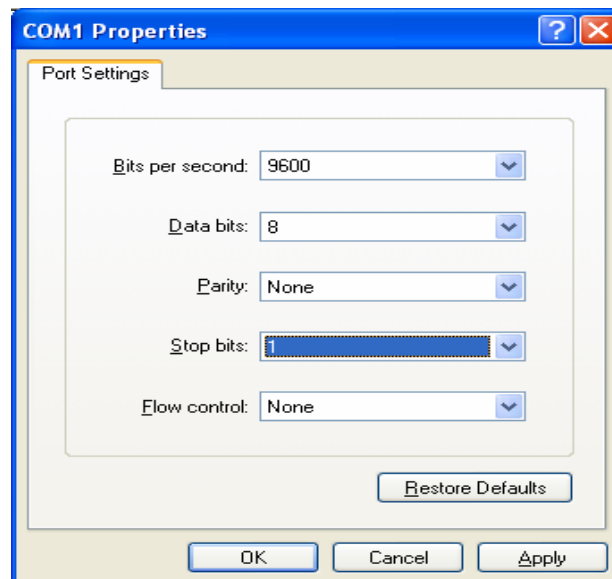 COM1 Properties
Port Settings
Bits per second: 9600
Data bits: 8
Parity: None
Stop bits: 1
Flow control: None
Restore Defaults
OK Cancel Apply